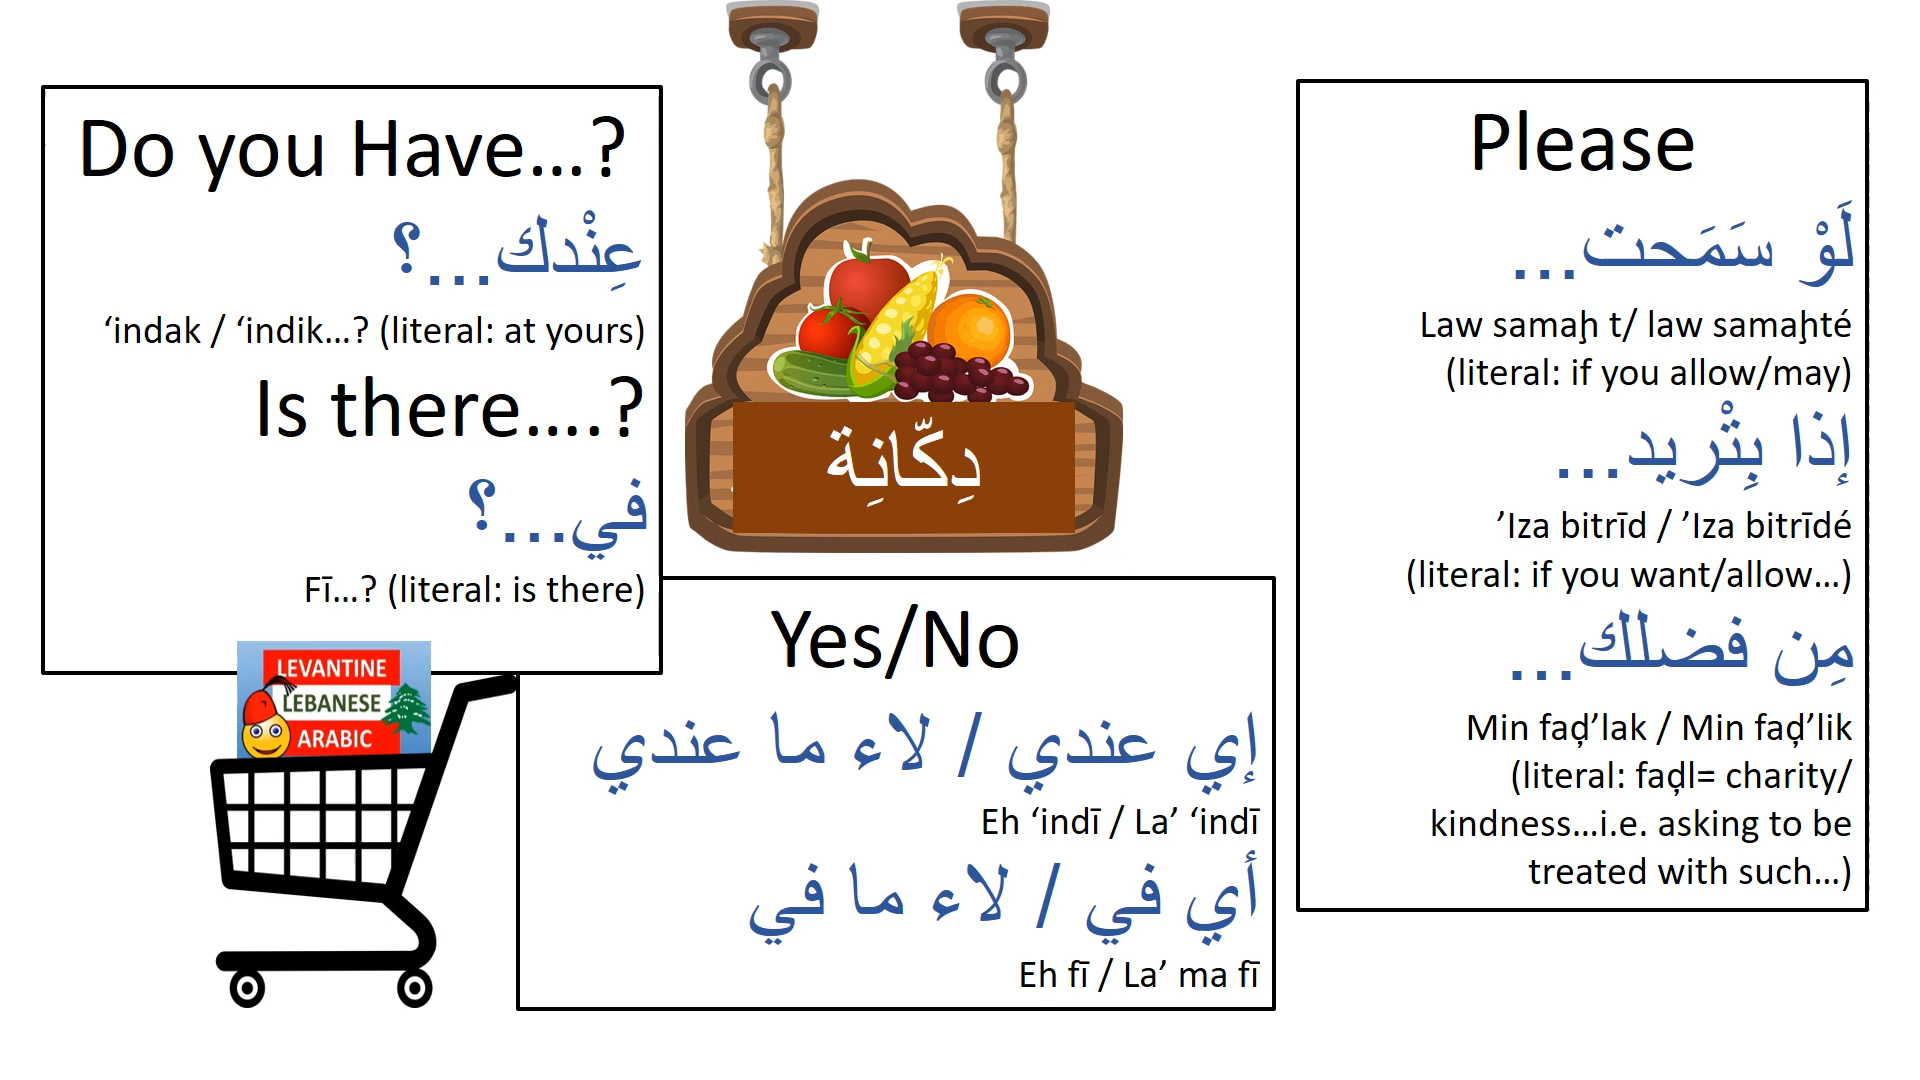 Do you Have...?
عِنْدك...؟
‘indak / ‘indik...? (literal: at yours)
Is there....?
في...؟
Fī...? (literal: is there)
LEVANTINE
LEBANESE
ARABIC
دِكّانِة
Yes/No
إي عندي / لاء ما عندي
Eh ‘indī / La’ ‘indī
أي في / لاء ما في
Eh fī / La’ ma fī
Please
لَوْ سَمَحت...
Law samaḩ t/ law samaḩté
(literal: if you allow/may)
إذا بِتْريد...
’Iza bitrīd / ’Iza bitrīdé
(literal: if you want/allow...)
مِن فضلك...
Min faḑ’lak / Min faḑ’lik
(literal: faḑl= charity/
kindness...i.e. asking to be
treated with such...)